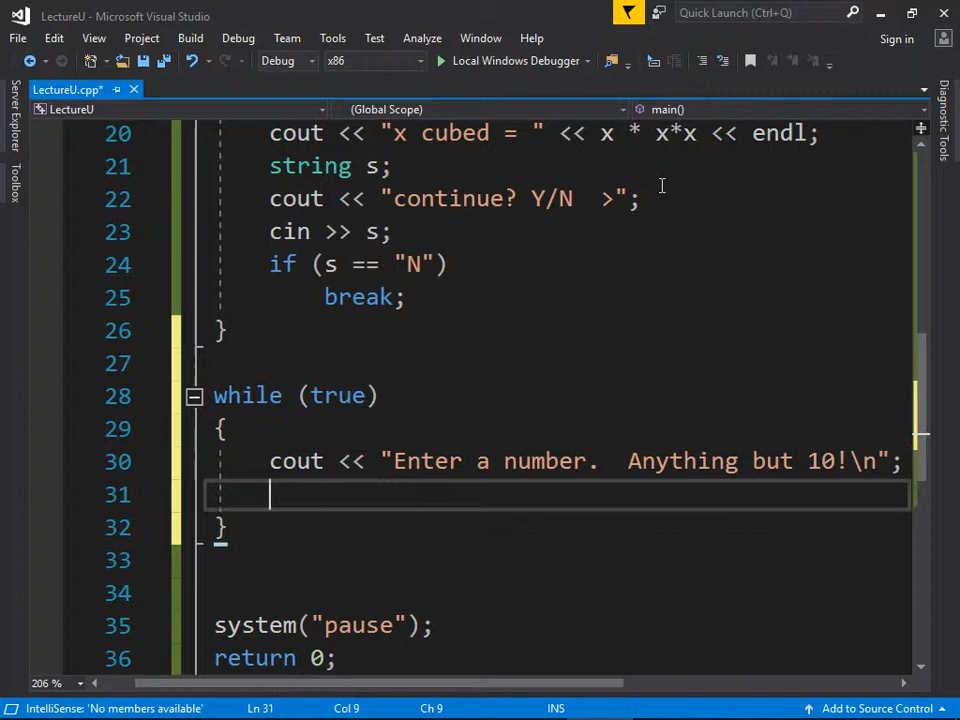 LectureU - Microsoft Visual Studio
Quick Launch (Ctrl+Q)
File Edit View Project Build Debug Team Tools Test Analyze Window Help
Sign in
Debug x86 Local Windows Debugger
LectureU.cpp*
LectureU (Global Scope) main()
Server Explorer
Toolbox
Diagnostic Tools
20 cout << "x cubed = " << x * x*x << endl;
21 string s;
22 cout << "continue? Y/N  >";
23 cin >> s;
24 if (s == "N")
25 break;
26 }
27
28 while (true)
29 {
30 cout << "Enter a number.  Anything but 10!\n";
31
32 }
33
34
35 system("pause");
36 return 0;
206 %
IntelliSense: 'No members available' Ln 31 Col 9 Ch 9 INS Add to Source Control